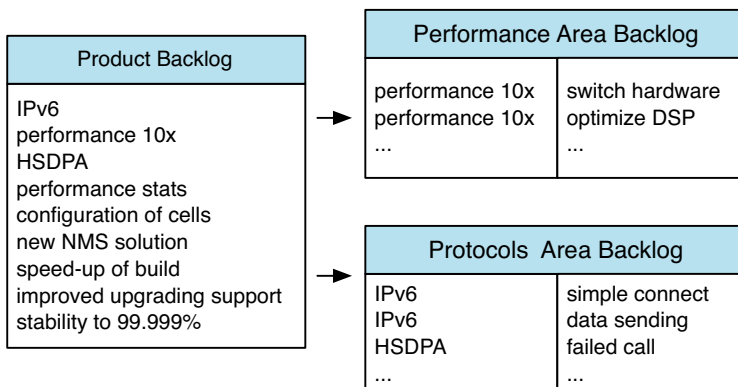 Product Backlog
IPv6
performance 10x
HSDPA
performance stats
configuration of cells
new NMS solution
speed-up of build
improved upgrading support
stability to 99.999%
Performance Area Backlog
performance 10x switch hardware
performance 10x optimize DSP
... ...
Protocols Area Backlog
IPv6 simple connect
IPv6 data sending
HSDPA failed call
... ...